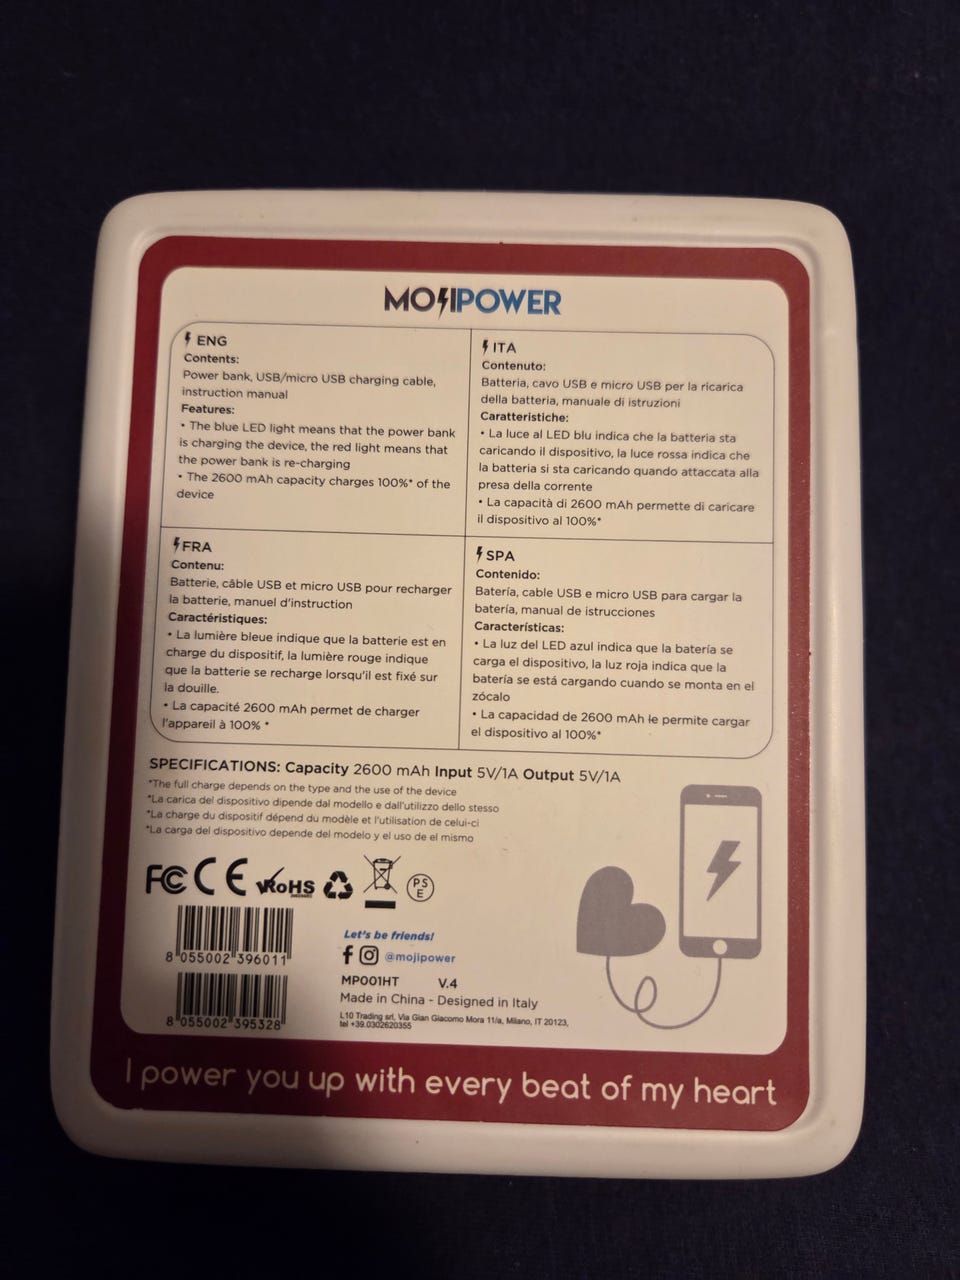 MOJIPOWER
ENG
Contents:
Power bank, USB/micro USB charging cable,
instruction manual
Features:
• The blue LED light means that the power bank
is charging the device, the red light means that
the power bank is re-charging
• The 2600 mAh capacity charges 100%* of the
device
ITA
Contenuto:
Batteria, cavo USB e micro USB per la ricarica
della batteria, manuale di istruzioni
Caratteristiche:
• La luce al LED blu indica che la batteria sta
caricando il dispositivo, la luce rossa indica che
la batteria si sta caricando quando attaccata alla
presa della corrente
• La capacità di 2600 mAh permette di caricare
il dispositivo al 100%*
FRA
Contenu:
Batterie, câble USB et micro USB pour recharger
la batterie, manuel d'instruction
Caractéristiques:
• La lumière bleue indique que la batterie est en
charge du dispositif, la lumière rouge indique
que la batterie se recharge lorsqu'il est fixé sur
la douille.
• La capacité 2600 mAh permet de charger
l'appareil à 100% *
SPA
Contenido:
Batería, cable USB e micro USB para cargar la
batería, manual de istrucciones
Características:
• La luz del LED azul indica que la batería se
carga el dispositivo, la luz roja indica que la
batería se está cargando cuando se monta en el
zócalo
• La capacidad de 2600 mAh le permite cargar
el dispositivo al 100%*
SPECIFICATIONS: Capacity 2600 mAh Input 5V/1A Output 5V/1A
*The full charge depends on the type and the use of the device
*La carica del dispositivo dipende dal modello e dall'utilizzo dello stesso
*La charge du dispositif dépend du modèle et l'utilisation de celui-ci
*La carga del dispositivo depende del modelo y el uso de el mismo
FC CE RoHS PS E
8 055002 396011
8 055002 395328
Let's be friends!
@mojipower
MP001HT V.4
Made in China - Designed in Italy
L10 Trading srl, Via Gian Giacomo Mora 11/a, Milano, IT 20123,
tel +39.0302620355
I power you up with every beat of my heart